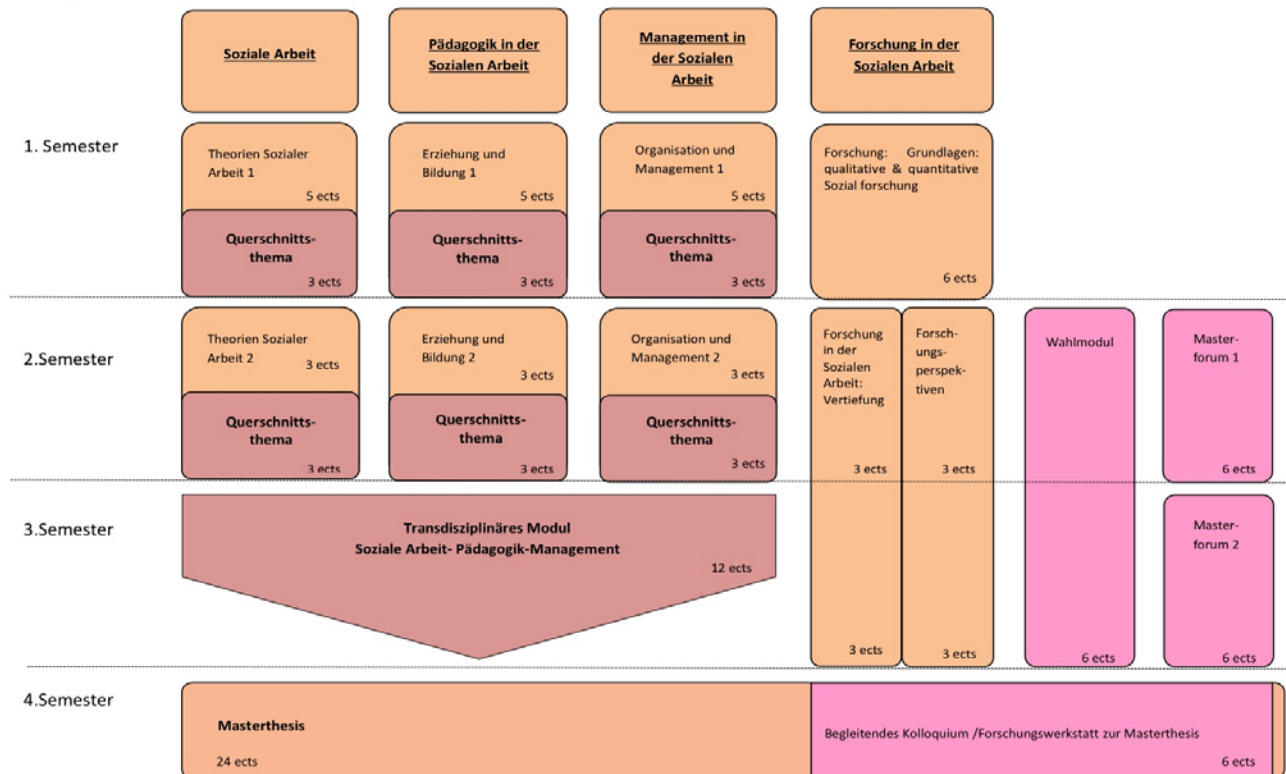 Soziale Arbeit
Pädagogik in der
Sozialen Arbeit
Management in
der Sozialen
Arbeit
Forschung in der
Sozialen Arbeit
1. Semester
Theorien Sozialer
Arbeit 1
5 ects
Querschnitts-
thema
3 ects
Erziehung und
Bildung 1
5 ects
Querschnitts-
thema
3 ects
Organisation und
Management 1
5 ects
Querschnitts-
thema
3 ects
Forschung: Grundlagen:
qualitative & quantitative
Sozial forschung
6 ects
2.Semester
Theorien Sozialer
Arbeit 2
3 ects
Querschnitts-
thema
3 ects
Erziehung und
Bildung 2
3 ects
Querschnitts-
thema
3 ects
Organisation und
Management 2
3 ects
Querschnitts-
thema
3 ects
Forschung
in der
Sozialen
Arbeit:
Vertiefung
3 ects
Forsch-
ungs-
perspek-
tiven
3 ects
Wahlmodul
Master-
forum 1
6 ects
3.Semester
Transdisziplinäres Modul
Soziale Arbeit- Pädagogik-Management
12 ects
3 ects
3 ects
6 ects
Master-
forum 2
6 ects
4.Semester
Masterthesis
24 ects
Begleitendes Kolloquium /Forschungswerkstatt zur Masterthesis
6 ects